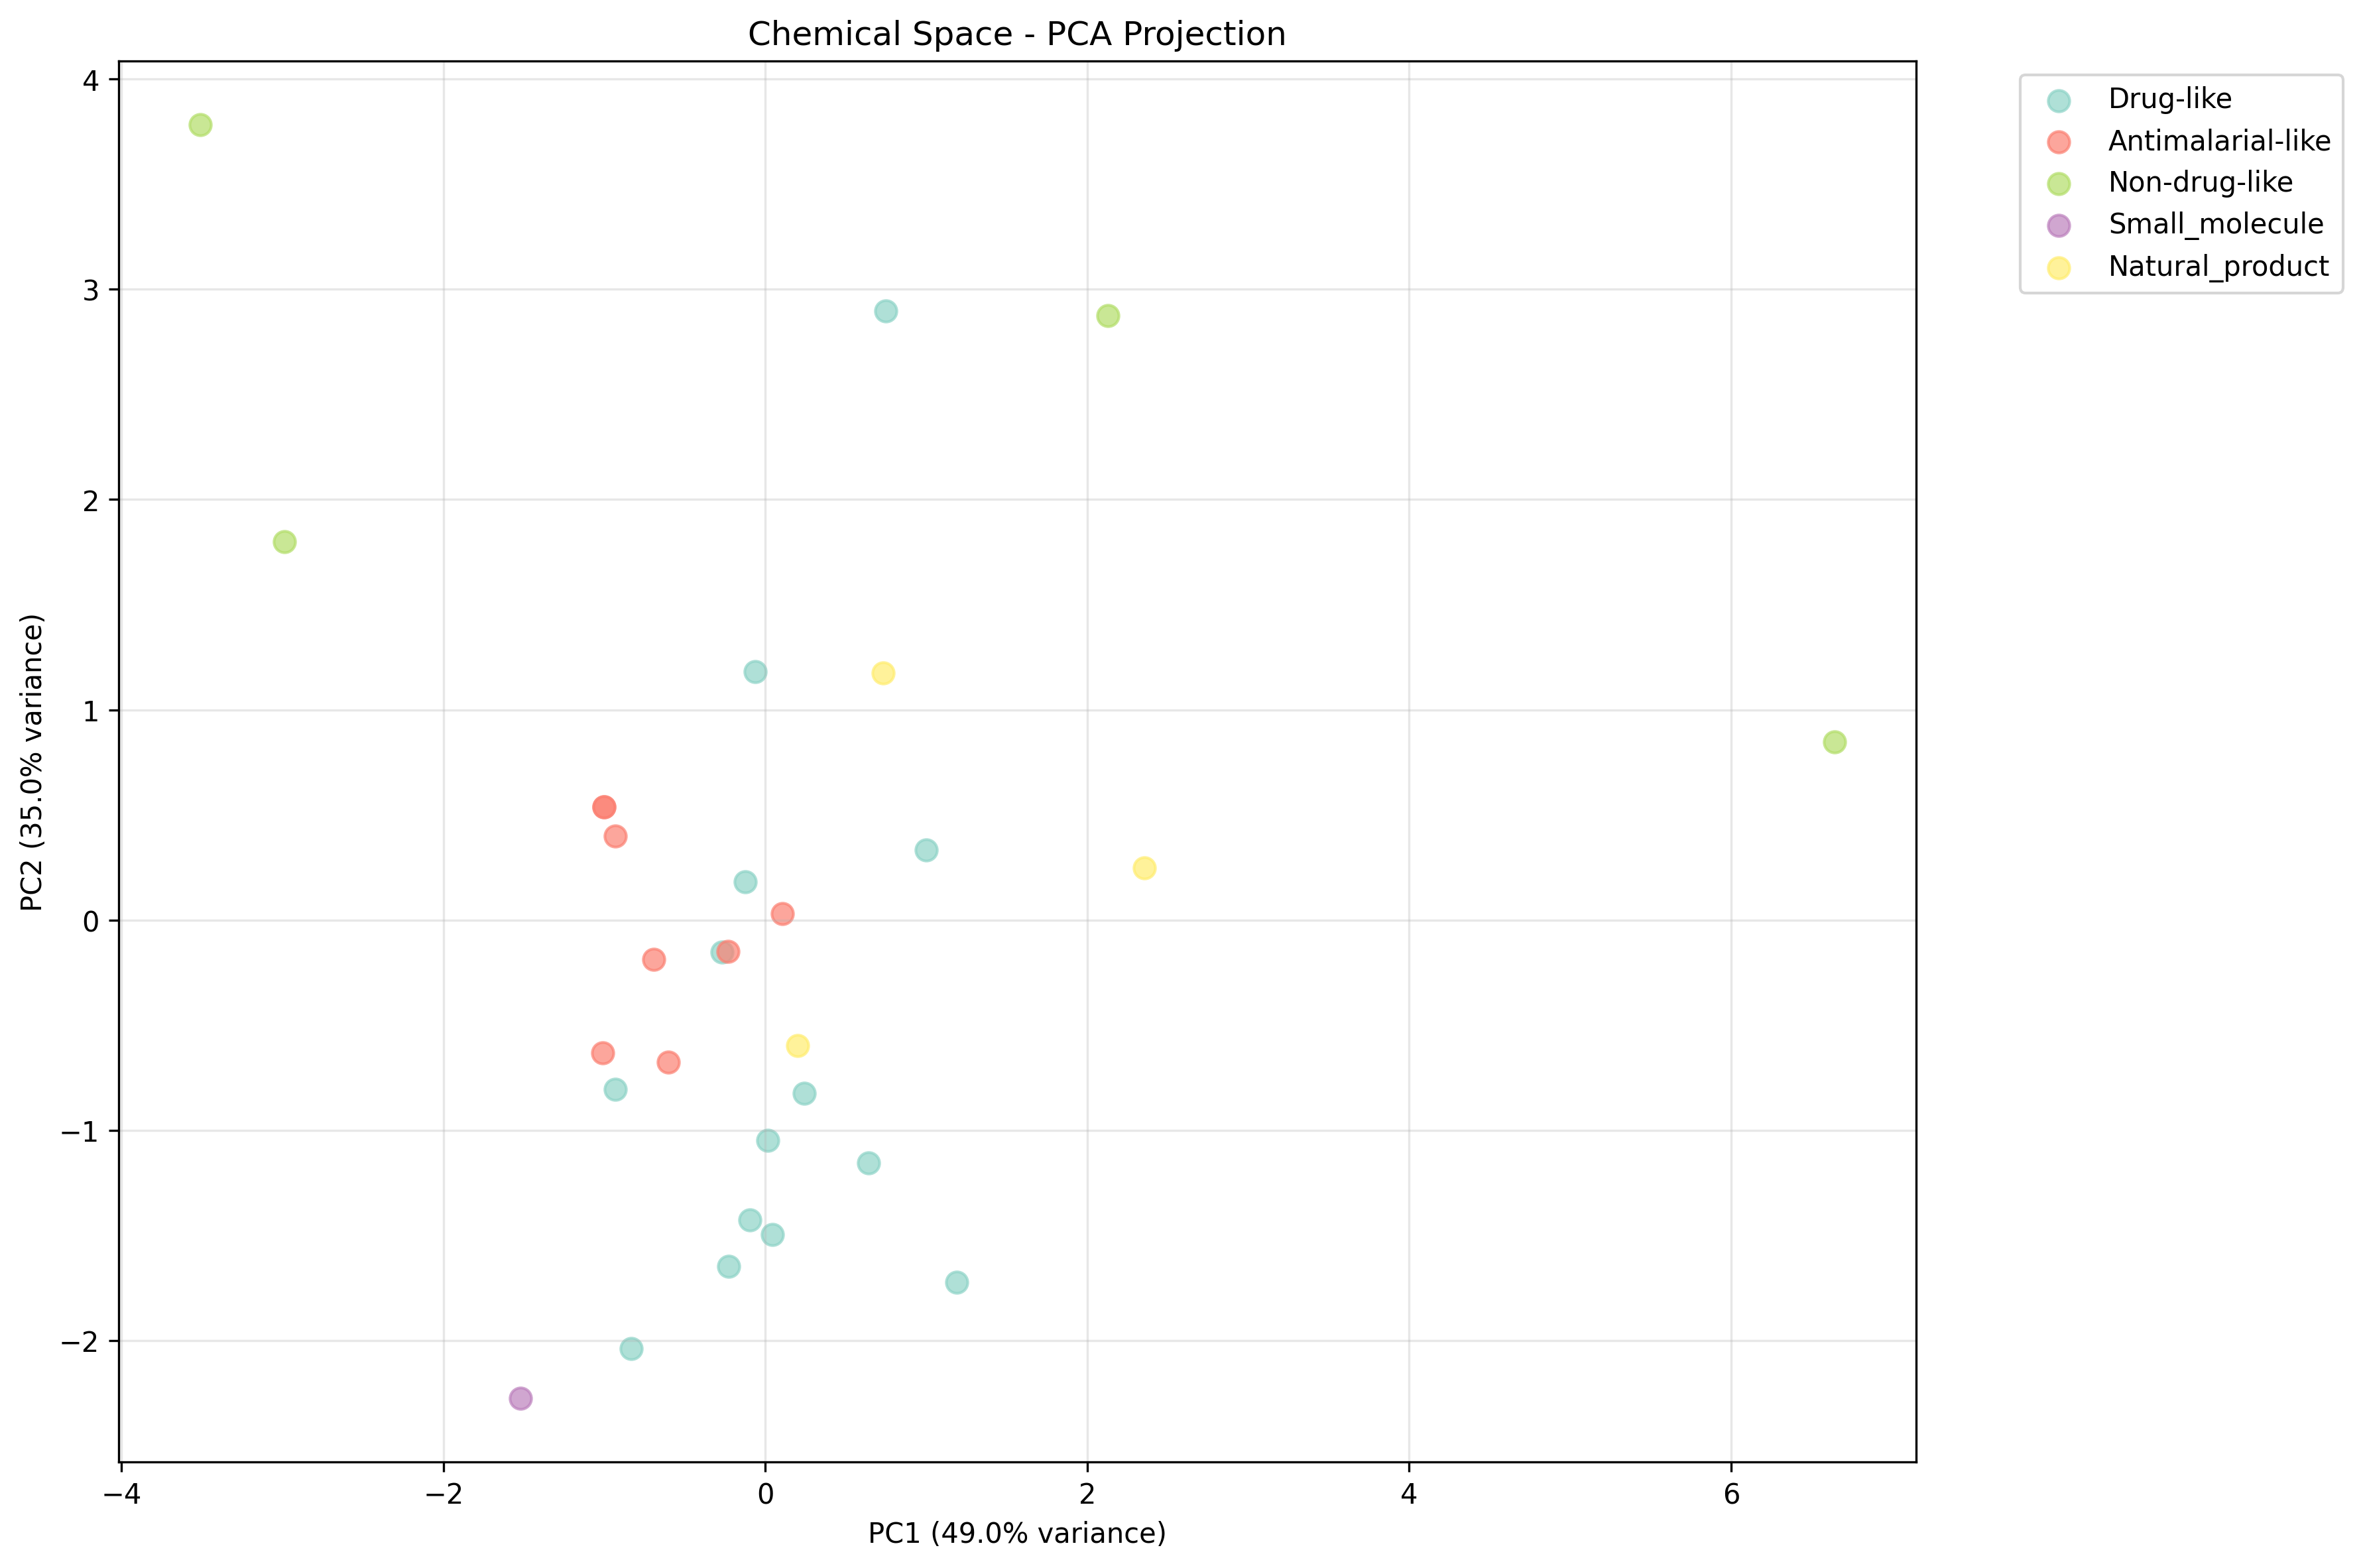 Chemical Space - PCA Projection
Drug-like
Antimalarial-like
Non-drug-like
Small_molecule
Natural_product
PC2 (35.0% variance)
4
3
2
1
0
−1
−2
−4
−2
0
2
4
6
PC1 (49.0% variance)